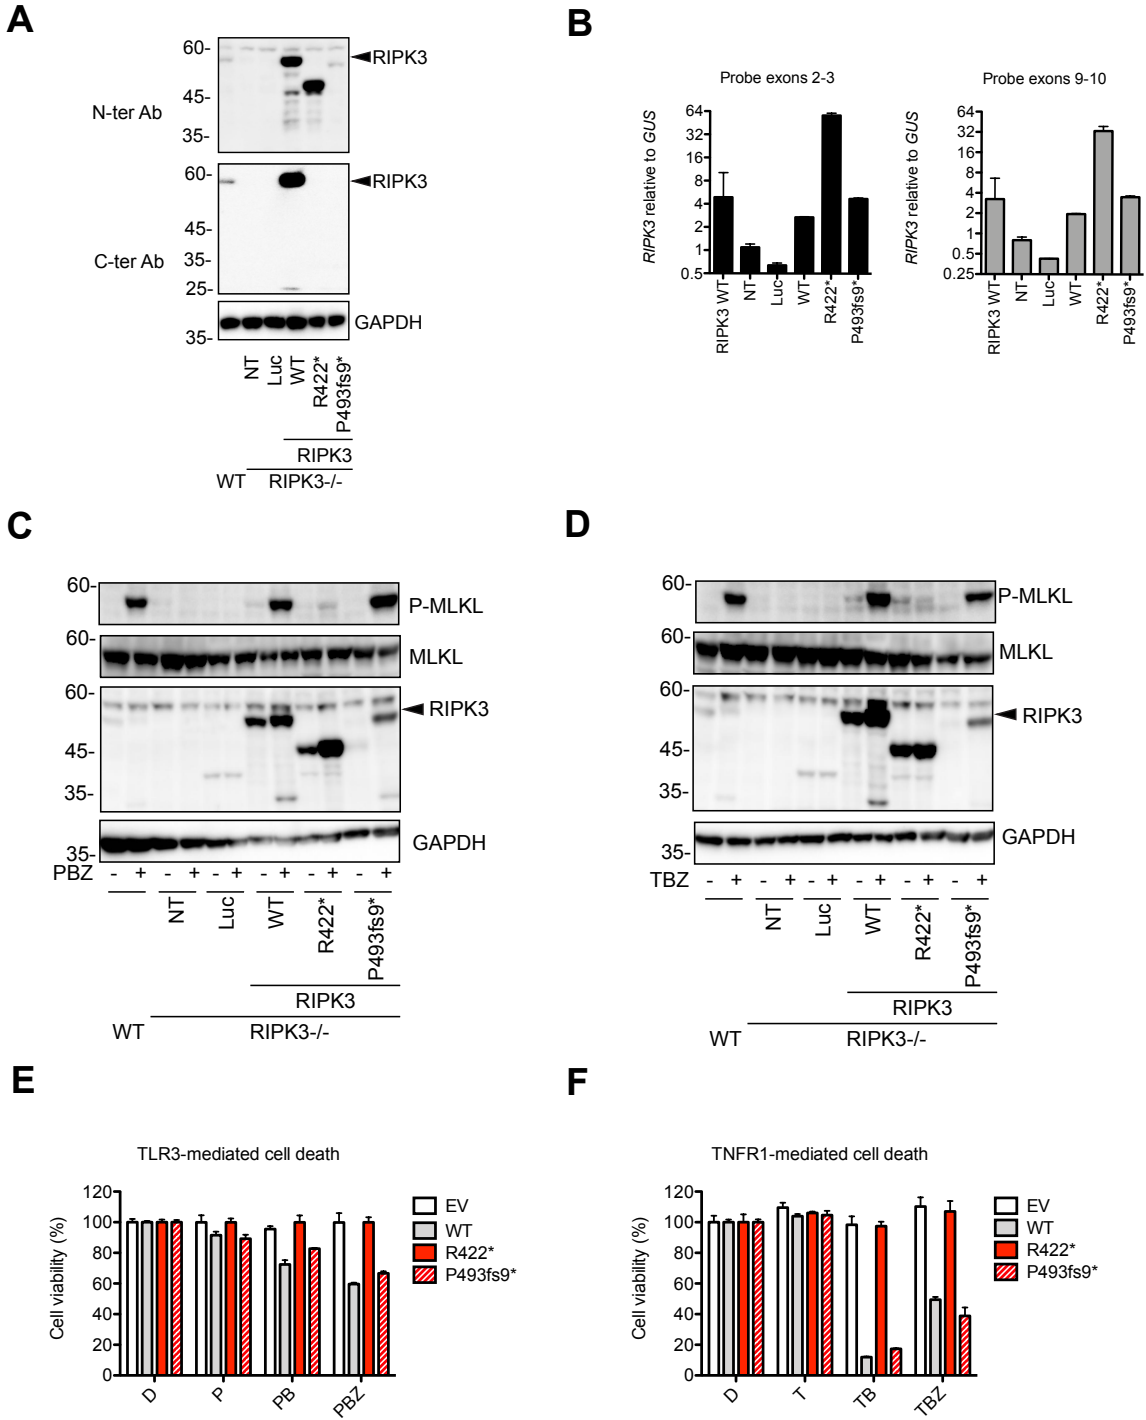 A
60-
RIPK3
N-ter Ab
45-
35-
60-
RIPK3
45-
C-ter Ab
35-
25-
GAPDH
35-
NT
Luc
WT
R422*
P493fs9*
RIPK3
WT
RIPK3-/-
B
Probe exons 2-3
RIPK3 relative to GUS
64
32
16
8
4
2
1
0.5
RIPK3 WT
NT
Luc
WT
R422*
P493fs9*
Probe exons 9-10
RIPK3 relative to GUS
64
32
16
8
4
2
1
0.5
0.25
RIPK3 WT
NT
Luc
WT
R422*
P493fs9*
C
60-
P-MLKL
60-
MLKL
60-
RIPK3
45-
35-
GAPDH
35-
PBZ - + - + - + - + - + - +
NT
Luc
WT
R422*
P493fs9*
RIPK3
WT
RIPK3-/-
D
60-
P-MLKL
60-
MLKL
60-
RIPK3
45-
35-
GAPDH
35-
TBZ - + - + - + - + - + - +
NT
Luc
WT
R422*
P493fs9*
RIPK3
WT
RIPK3-/-
E
TLR3-mediated cell death
Cell viability (%)
120
100
80
60
40
20
0
D
P
PB
PBZ
EV
WT
R422*
P493fs9*
F
TNFR1-mediated cell death
Cell viability (%)
120
100
80
60
40
20
0
D
T
TB
TBZ
EV
WT
R422*
P493fs9*